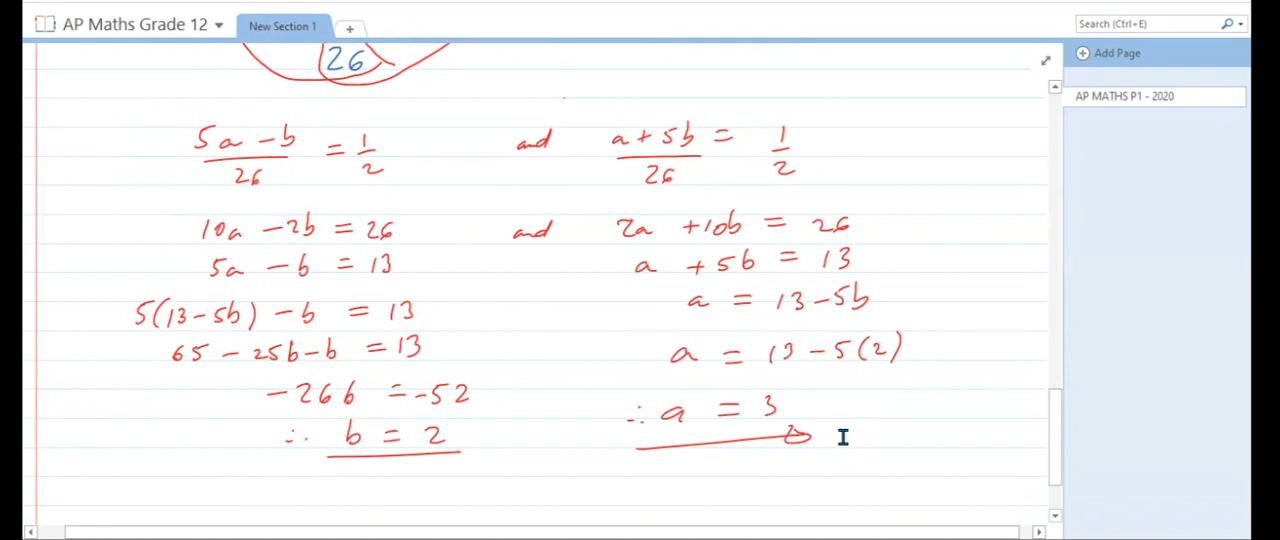 AP Maths Grade 12
New Section 1
Search (Ctrl+E)
Add Page
AP MATHS P1 - 2020
26
5a - b / 26 = 1/2 and a + 5b / 26 = 1/2
10a - 2b = 26 and 2a + 10b = 26
5a - b = 13 a + 5b = 13
5(13 - 5b) - b = 13 a = 13 - 5b
65 - 25b - b = 13 a = 13 - 5(2)
-26b = -52 ∴ a = 3
∴ b = 2